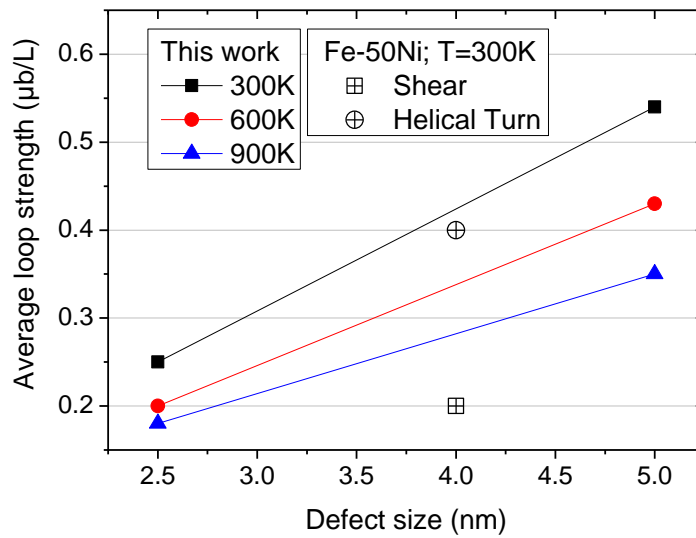 This work
300K
600K
900K
Fe-50Ni; T=300K
Shear
Helical Turn
Average loop strength (μb/L)
0.6
0.5
0.4
0.3
0.2
2.5 3.0 3.5 4.0 4.5 5.0
Defect size (nm)